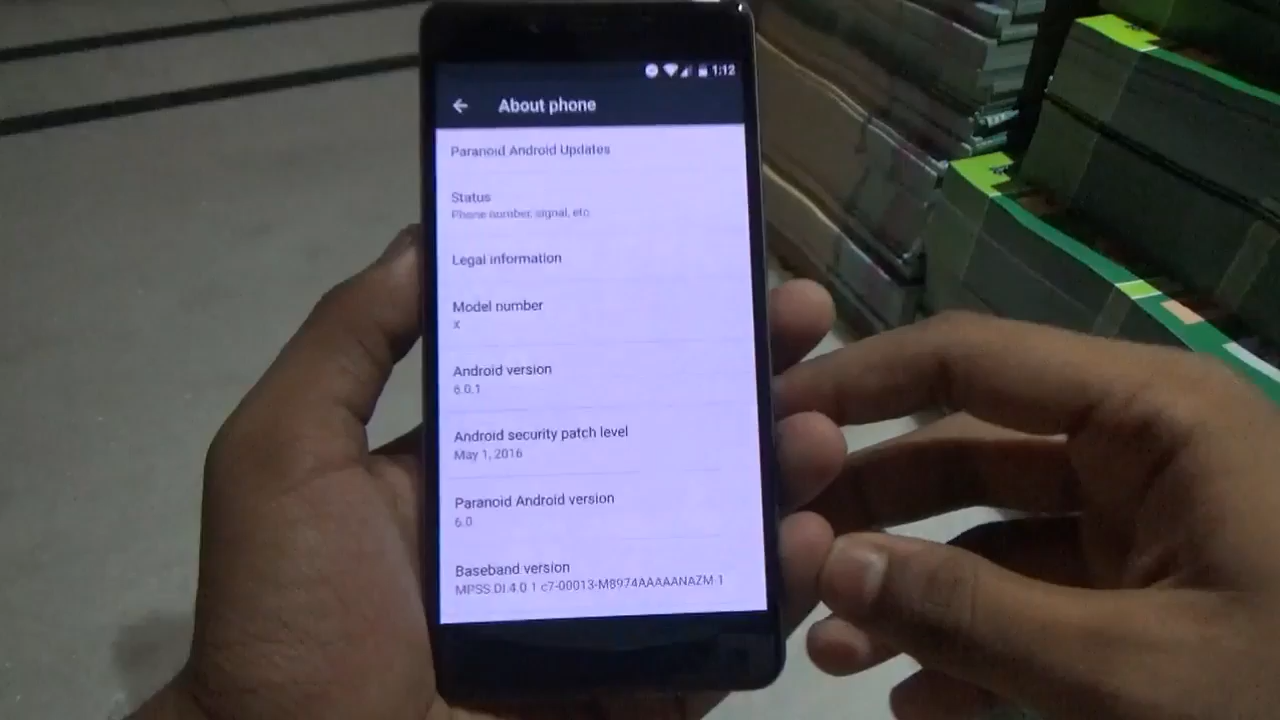 1:12
About phone
Paranoid Android Updates
Status
Phone number, signal, etc.
Legal information
Model number
X
Android version
6.0.1
Android security patch level
May 1, 2016
Paranoid Android version
6.0
Baseband version
MPSS.DI.4.0.1.c7-00013-M8974AAAAANAZM-1